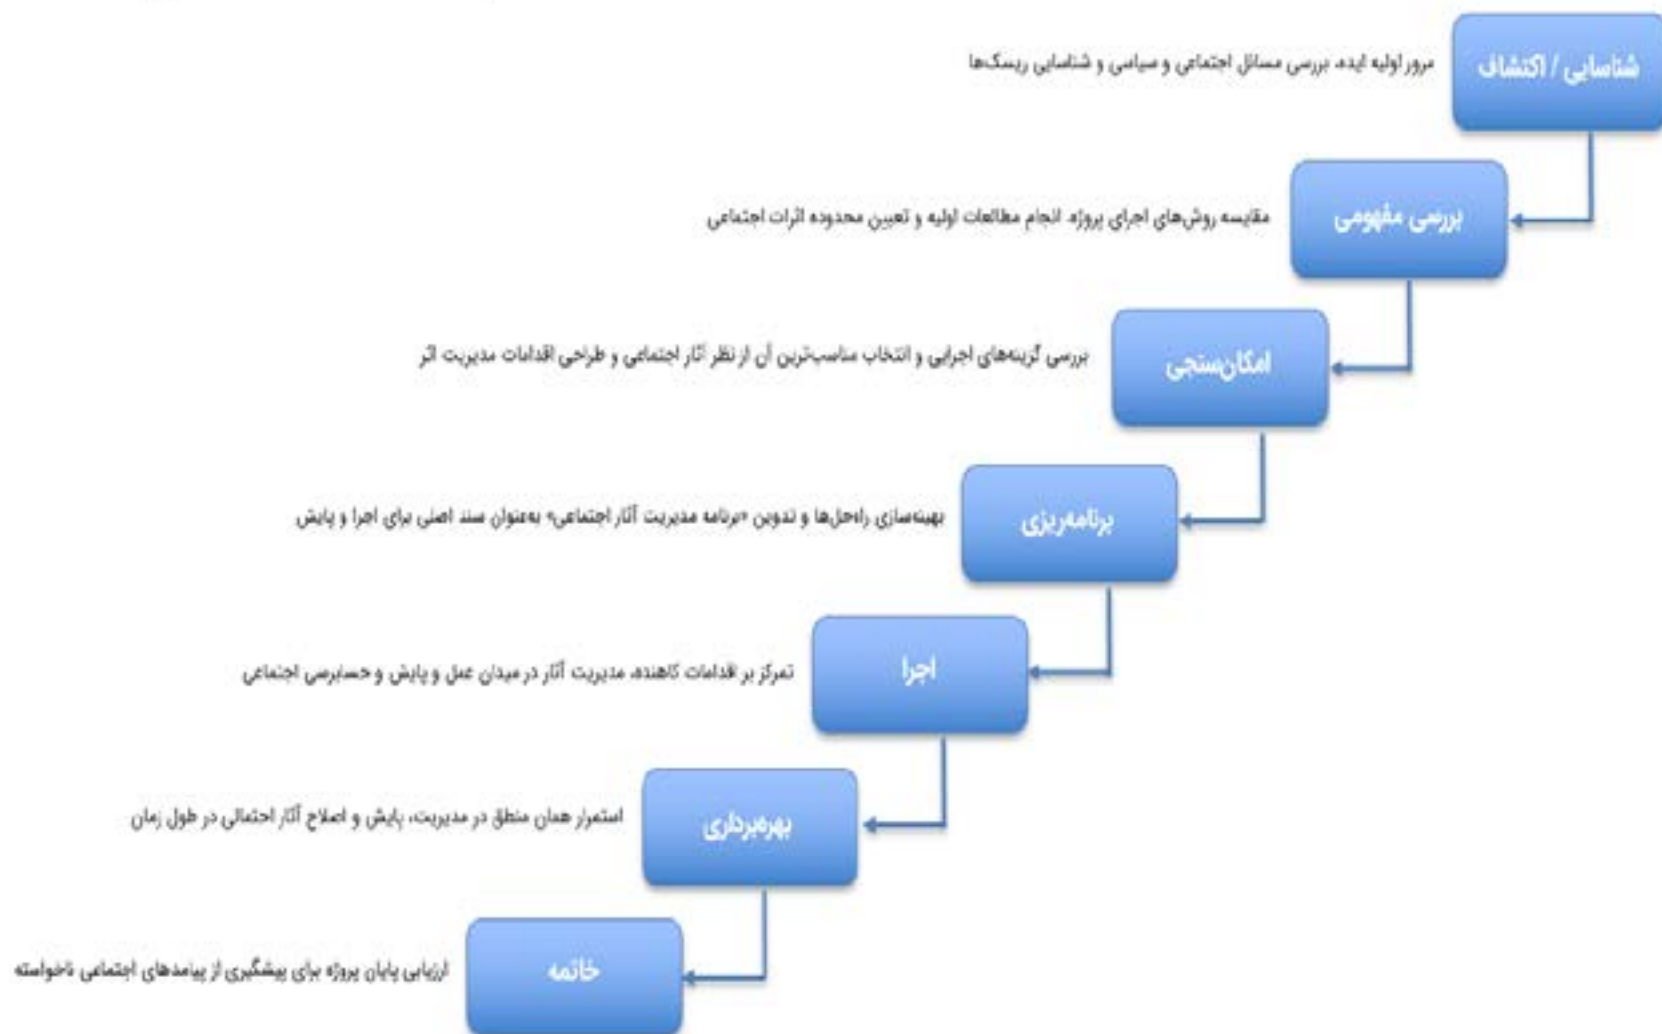 شناسایی / اکتشاف
مرور اولیه ایده، بررسی مسائل اجتماعی و سیاسی و شناسایی ریسک‌ها
بررسی مفهومی
مقایسه روش‌های اجرای پروژه، انجام مطالعات اولیه و تعیین محدوده اثرات اجتماعی
امکان‌سنجی
بررسی گزینه‌های اجرایی و انتخاب مناسب‌ترین آن از نظر آثار اجتماعی و طراحی اقدامات مدیریت اثر
برنامه‌ریزی
بهینه‌سازی راه‌حل‌ها و تدوین «برنامه مدیریت آثار اجتماعی» به‌عنوان سند اصلی برای اجرا و پایش
اجرا
تمرکز بر اقدامات کاهنده، مدیریت آثار در میدان عمل و پایش و حسابرسی اجتماعی
بهره‌برداری
استمرار همان منطق در مدیریت، پایش و اصلاح آثار احتمالی در طول زمان
خاتمه
ارزیابی پایان پروژه برای پیشگیری از پیامدهای اجتماعی ناخواسته